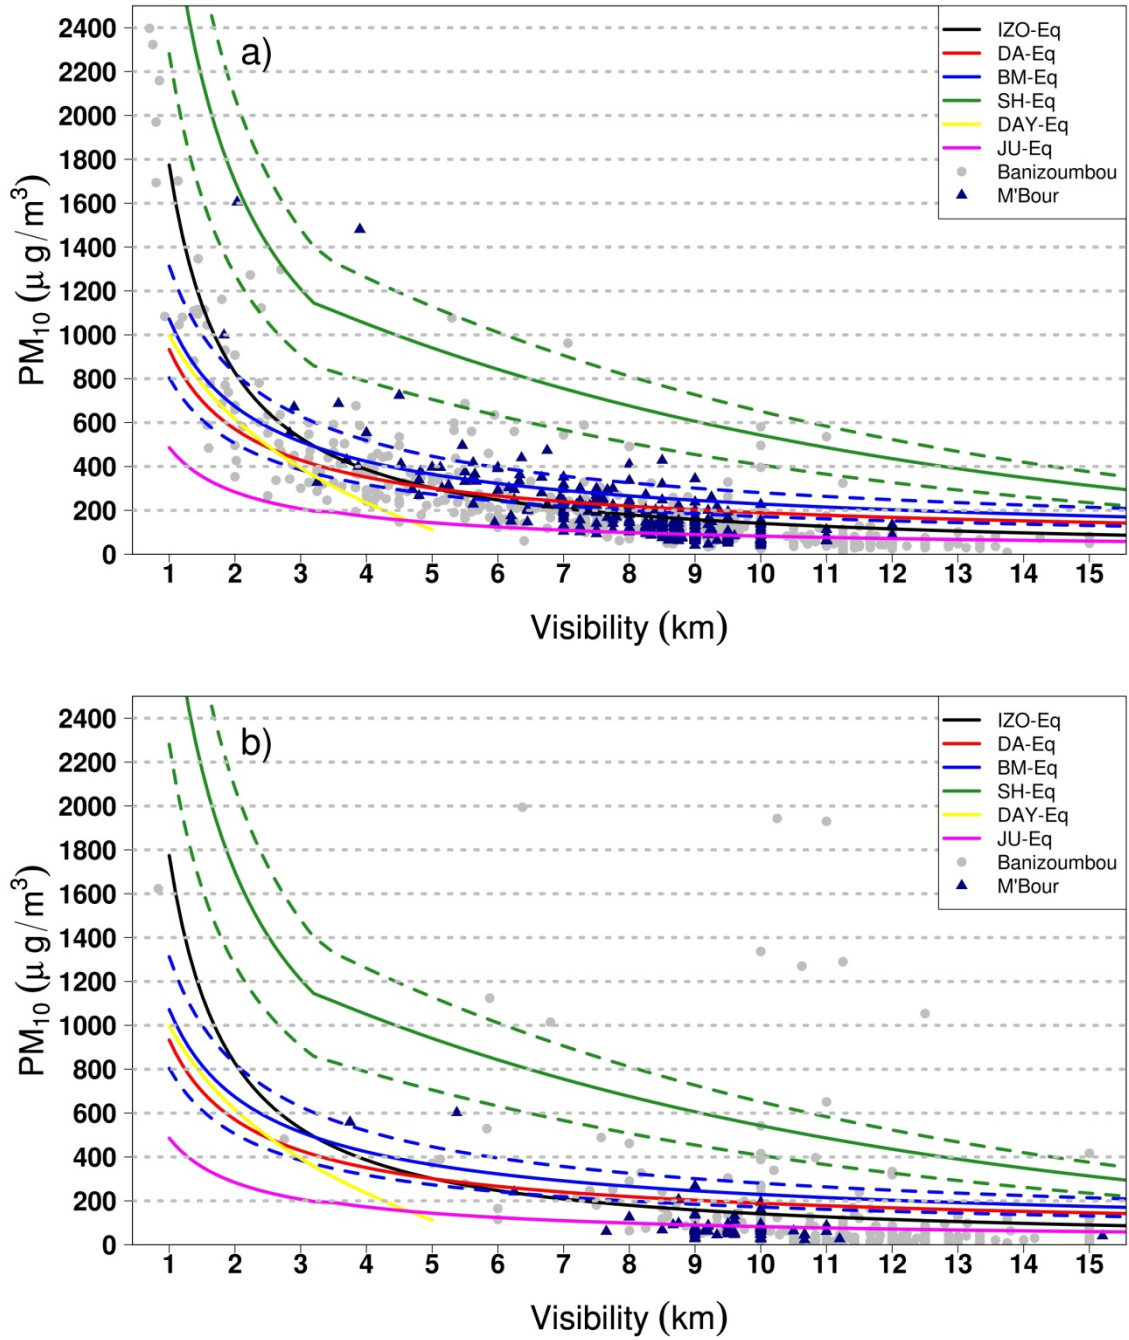 a)
PM10 (μ g/m3)
2400
2200
2000
1800
1600
1400
1200
1000
800
600
400
200
0
IZO-Eq
DA-Eq
BM-Eq
SH-Eq
DAY-Eq
JU-Eq
Banizoumbou
M'Bour
1 2 3 4 5 6 7 8 9 10 11 12 13 14 15
Visibility (km)
b)
PM10 (μ g/m3)
2400
2200
2000
1800
1600
1400
1200
1000
800
600
400
200
0
IZO-Eq
DA-Eq
BM-Eq
SH-Eq
DAY-Eq
JU-Eq
Banizoumbou
M'Bour
1 2 3 4 5 6 7 8 9 10 11 12 13 14 15
Visibility (km)